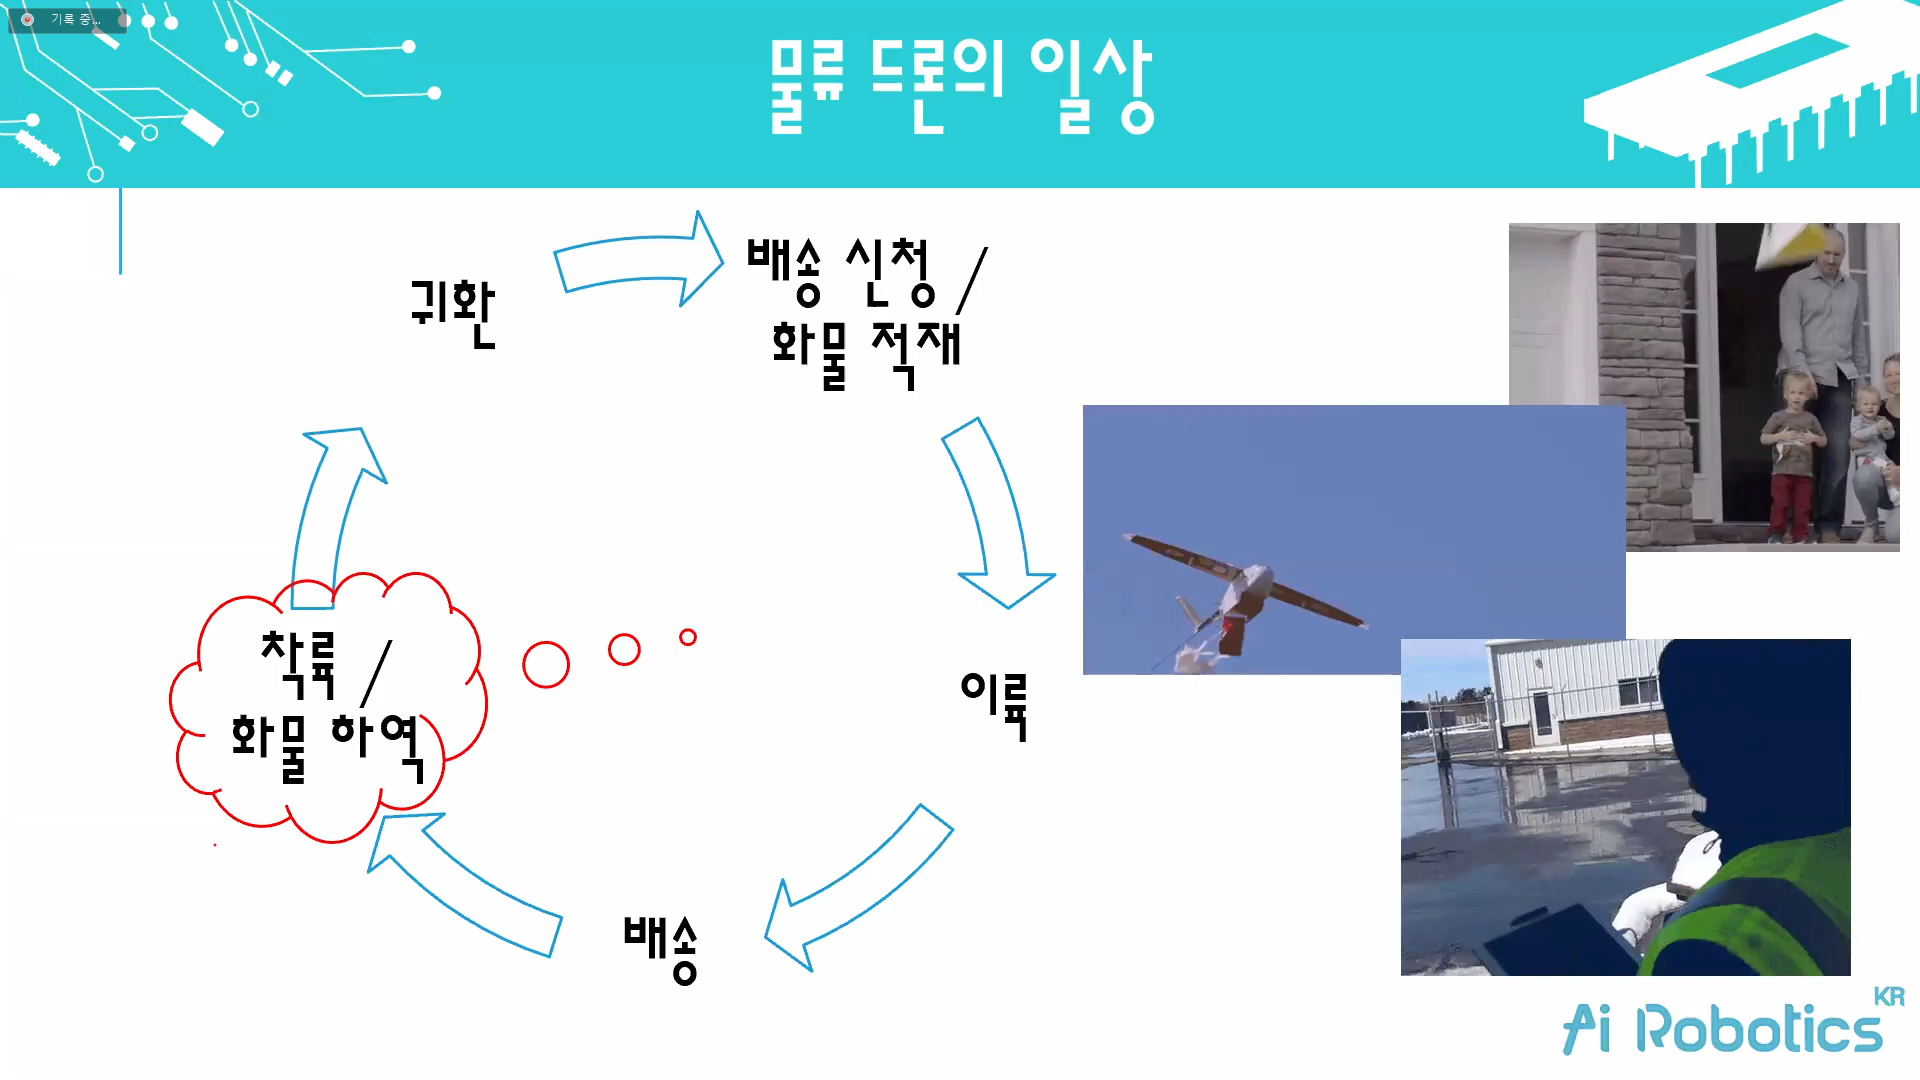 기록 중...
물류 드론의 일상
귀환
배송 신청 /
화물 적재
착륙 /
화물 하역
이륙
배송
Ai Robotics KR